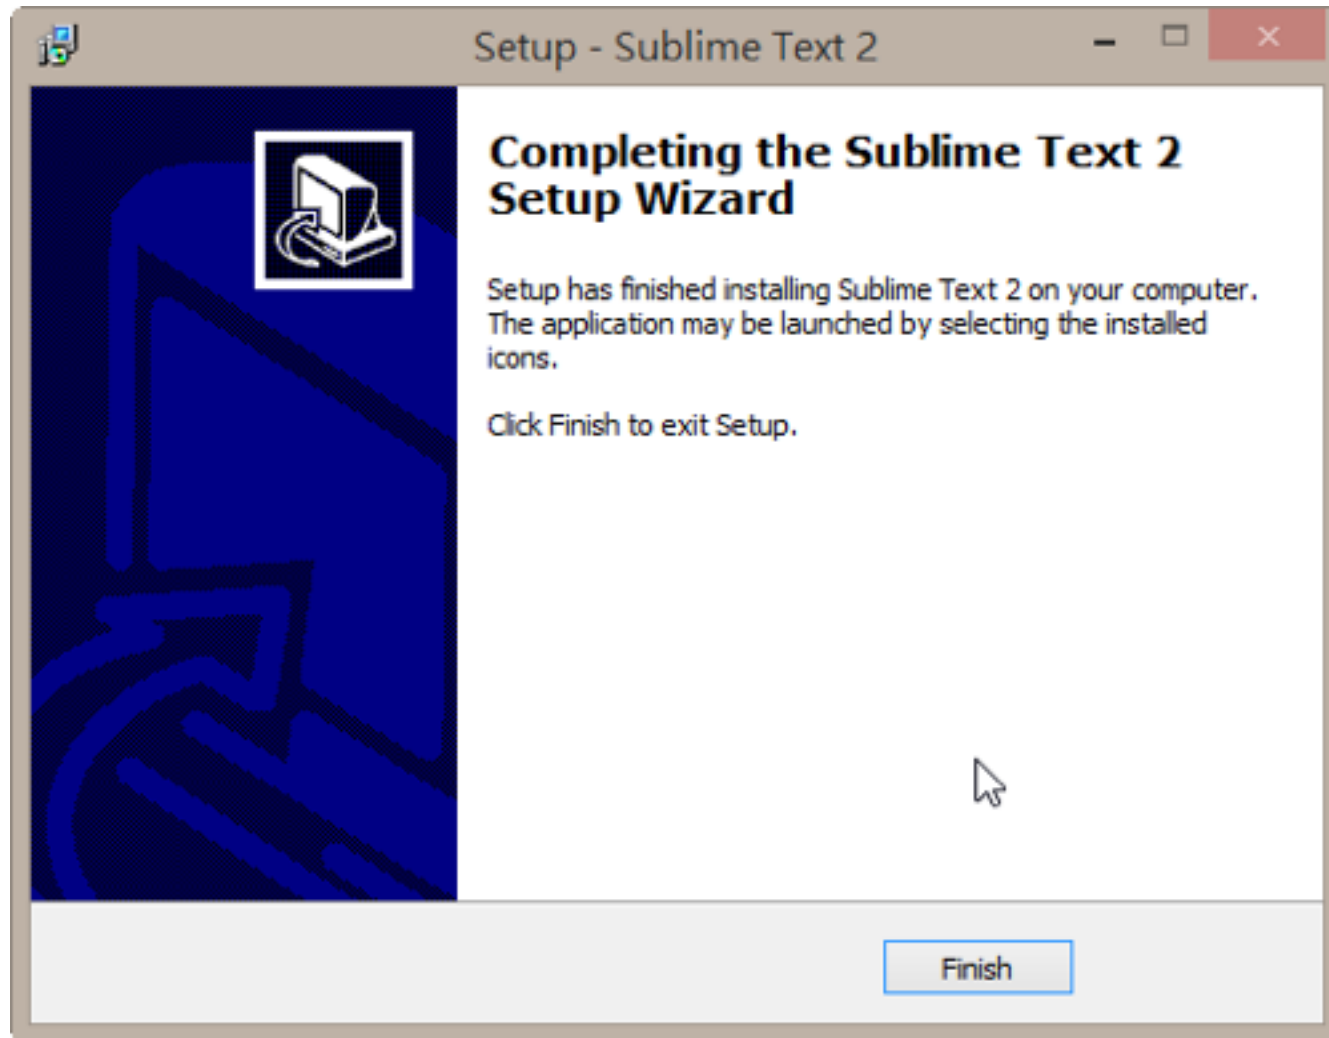 Setup - Sublime Text 2
Completing the Sublime Text 2
Setup Wizard
Setup has finished installing Sublime Text 2 on your computer.
The application may be launched by selecting the installed
icons.
Click Finish to exit Setup.
Finish